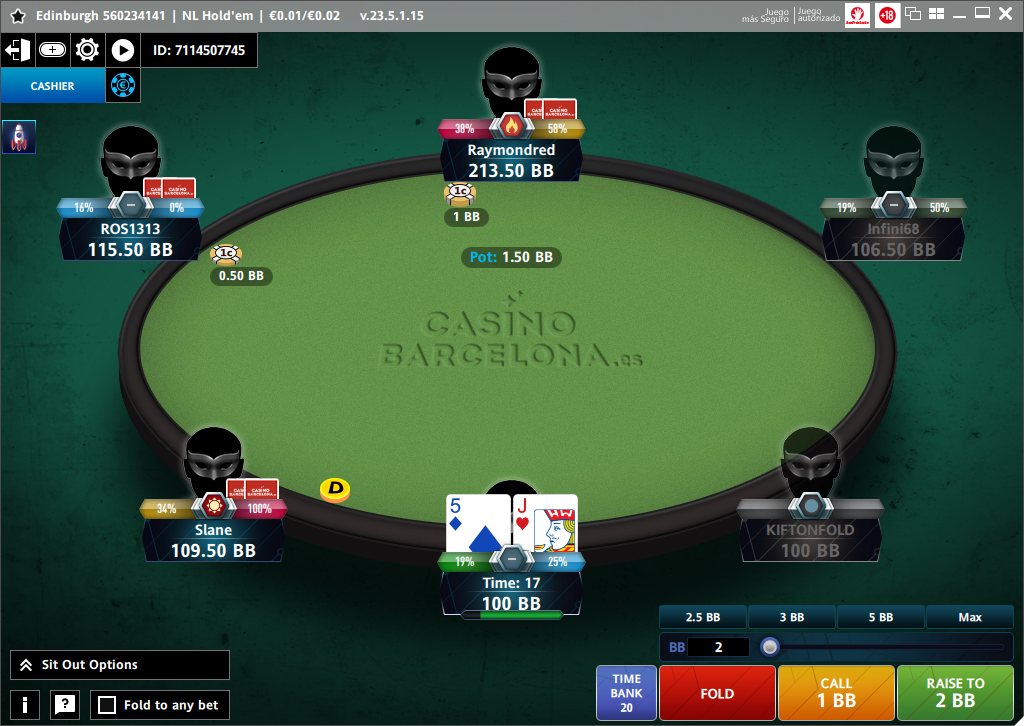 Edinburgh 560234141 | NL Hold'em | €0.01/€0.02 v.23.5.1.15
Juego más Seguro | Juego autorizado
+18
ID: 7114507745
CASHIER
38% 58%
Raymondred
213.50 BB
1c
1 BB
16% 0%
ROS1313
115.50 BB
1c
0.50 BB
19% 50%
Infini68
106.50 BB
Pot: 1.50 BB
CASINO
BARCELONA.es
34% 100%
Slane
109.50 BB
D
5 J
19% 25%
Time: 17
100 BB
KIFTONFOLD
100 BB
2.5 BB 3 BB 5 BB Max
BB 2
TIME BANK 20
FOLD
CALL
1 BB
RAISE TO
2 BB
Sit Out Options
Fold to any bet